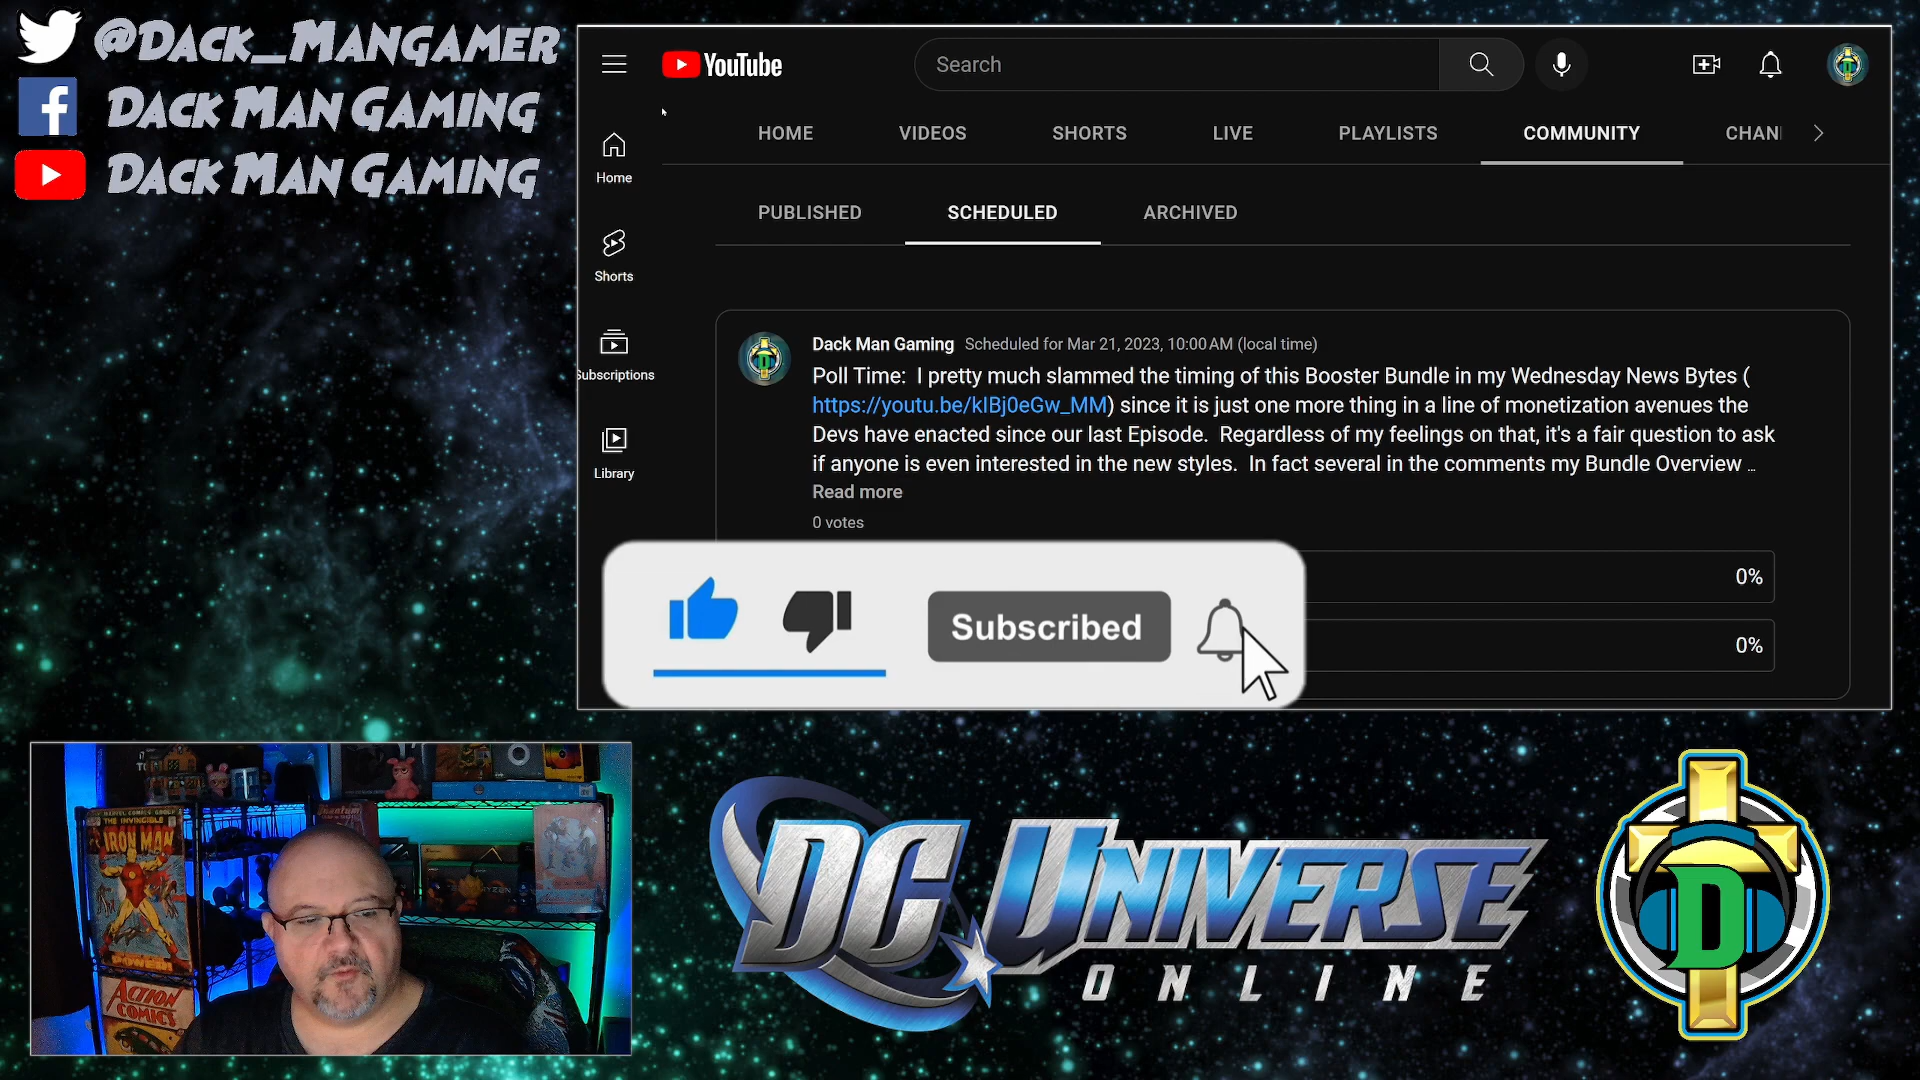 @Dack_Mangamer
Dack Man Gaming
Dack Man Gaming
YouTube
Search
HOME VIDEOS SHORTS LIVE PLAYLISTS COMMUNITY CHAN
Home
PUBLISHED SCHEDULED ARCHIVED
Shorts
Subscriptions
Library
Dack Man Gaming Scheduled for Mar 21, 2023, 10:00 AM (local time)
Poll Time: I pretty much slammed the timing of this Booster Bundle in my Wednesday News Bytes (
https://youtu.be/kIBj0eGw_MM) since it is just one more thing in a line of monetization avenues the
Devs have enacted since our last Episode. Regardless of my feelings on that, it's a fair question to ask
if anyone is even interested in the new styles. In fact several in the comments my Bundle Overview ...
Read more
0 votes
0%
0%
Subscribed
THE INVINCIBLE
IRON MAN
ACTION
COMICS
DC UNIVERSE
ONLINE
D